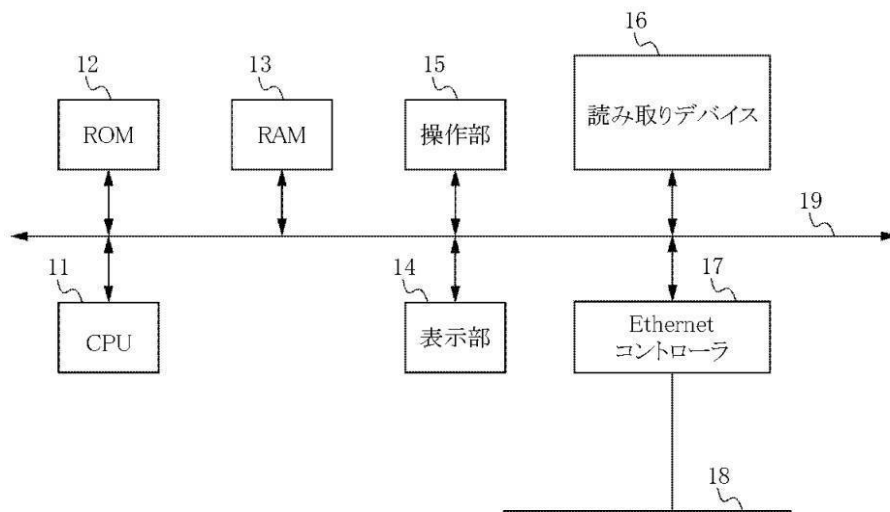 16
12
13
15
ROM
RAM
操作部
読み取りデバイス
19
11
14
17
CPU
表示部
Ethernet
コントローラ
18